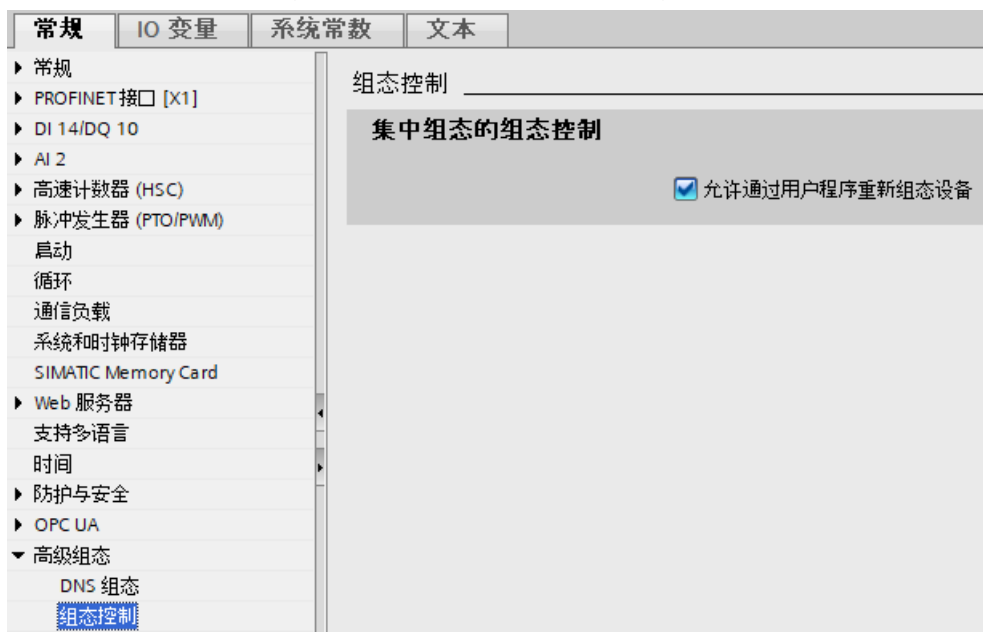 常规 IO 变量 系统常数 文本
常规
PROFINET接口 [X1]
DI 14/DQ 10
AI 2
高速计数器 (HSC)
脉冲发生器 (PTO/PWM)
启动
循环
通信负载
系统和时钟存储器
SIMATIC Memory Card
Web 服务器
支持多语言
时间
防护与安全
OPC UA
高级组态
DNS 组态
组态控制
组态控制
集中组态的组态控制
允许通过用户程序重新组态设备